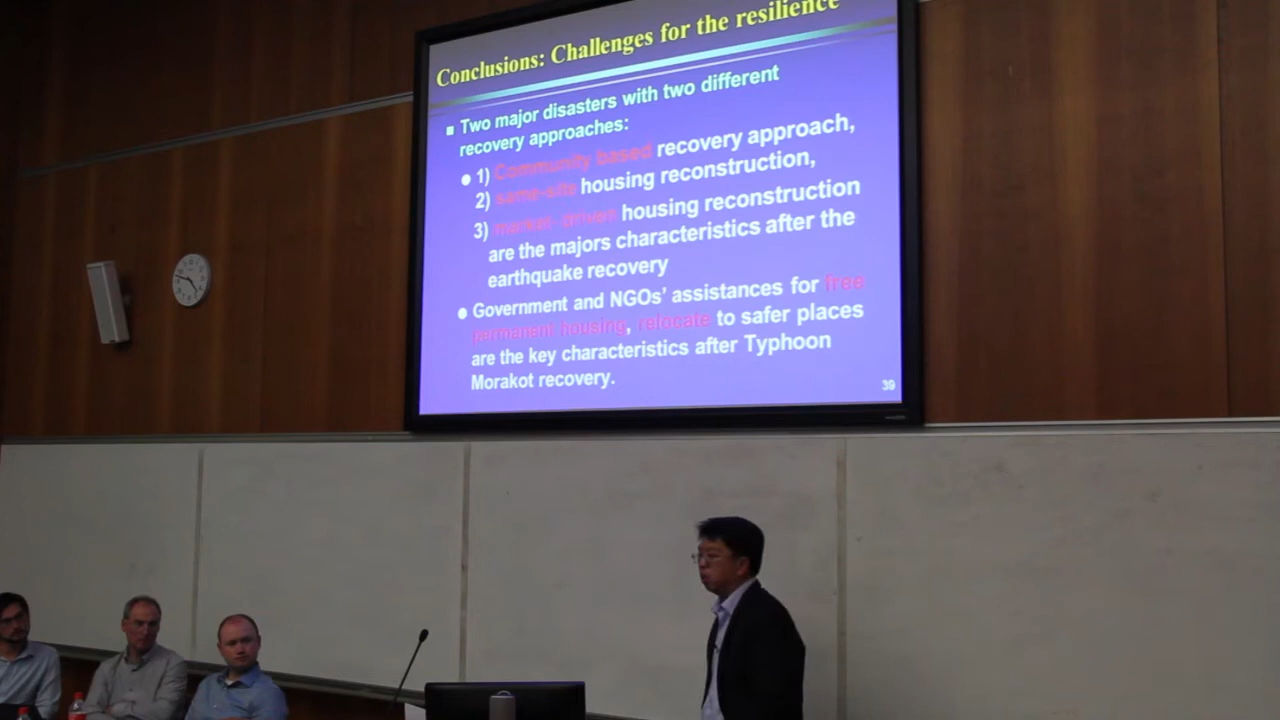 Conclusions: Challenges for the resilience
Two major disasters with two different
recovery approaches:
1) Community based recovery approach,
2) same-site housing reconstruction,
3) market-driven housing reconstruction
are the majors characteristics after the
earthquake recovery
Government and NGOs’ assistances for free
permanent housing, relocate to safer places
are the key characteristics after Typhoon
Morakot recovery.
39